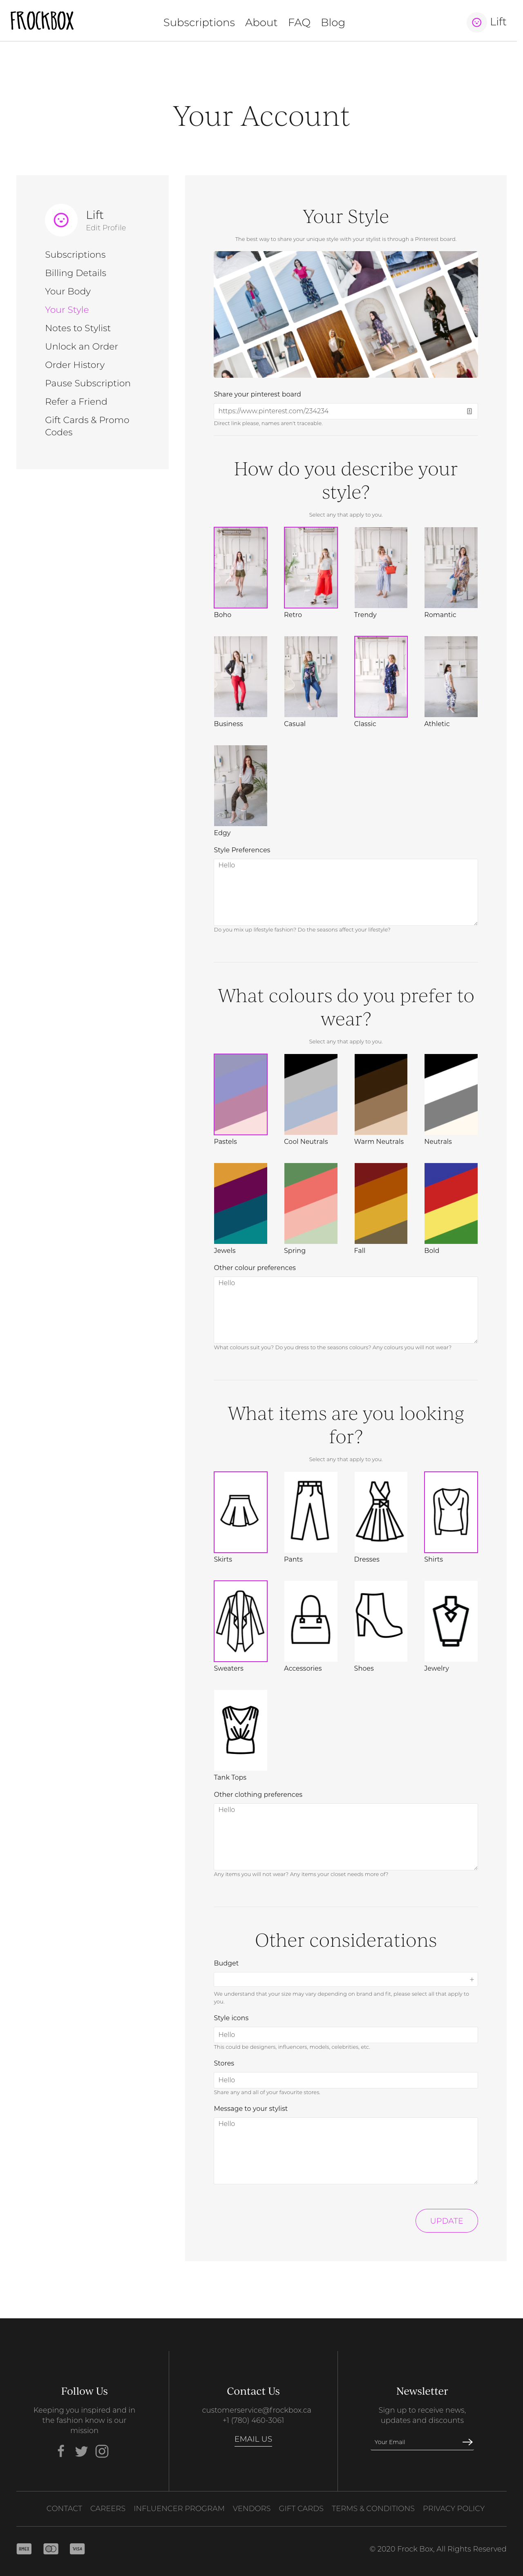 FROCKBOX
Subscriptions About FAQ Blog
Lift
Your Account
Lift
Edit Profile
Subscriptions
Billing Details
Your Body
Your Style
Notes to Stylist
Unlock an Order
Order History
Pause Subscription
Refer a Friend
Gift Cards & Promo
Codes
Your Style
The best way to share your unique style with your stylist is through a Pinterest board.
Share your pinterest board
https://www.pinterest.com/234234
Direct link please, names aren't traceable.
How do you describe your
style?
Select any that apply to you.
Boho Retro Trendy Romantic
Business Casual Classic Athletic
Edgy
Style Preferences
Hello
Do you mix up lifestyle fashion? Do the seasons affect your lifestyle?
What colours do you prefer to
wear?
Select any that apply to you.
Pastels Cool Neutrals Warm Neutrals Neutrals
Jewels Spring Fall Bold
Other colour preferences
Hello
What colours suit you? Do you dress to the seasons colours? Any colours you will not wear?
What items are you looking
for?
Select any that apply to you.
Skirts Pants Dresses Shirts
Sweaters Accessories Shoes Jewelry
Tank Tops
Other clothing preferences
Hello
Any items you will not wear? Any items your closet needs more of?
Other considerations
Budget
We understand that your size may vary depending on brand and fit, please select all that apply to
you.
Style icons
Hello
This could be designers, influencers, models, celebrities, etc.
Stores
Hello
Share any and all of your favourite stores.
Message to your stylist
Hello
UPDATE
Follow Us
Keeping you inspired and in
the fashion know is our
mission
Contact Us
customerservice@frockbox.ca
+1 (780) 460-3061
EMAIL US
Newsletter
Sign up to receive news,
updates and discounts
Your Email
CONTACT CAREERS INFLUENCER PROGRAM VENDORS GIFT CARDS TERMS & CONDITIONS PRIVACY POLICY
VISA
© 2020 Frock Box, All Rights Reserved